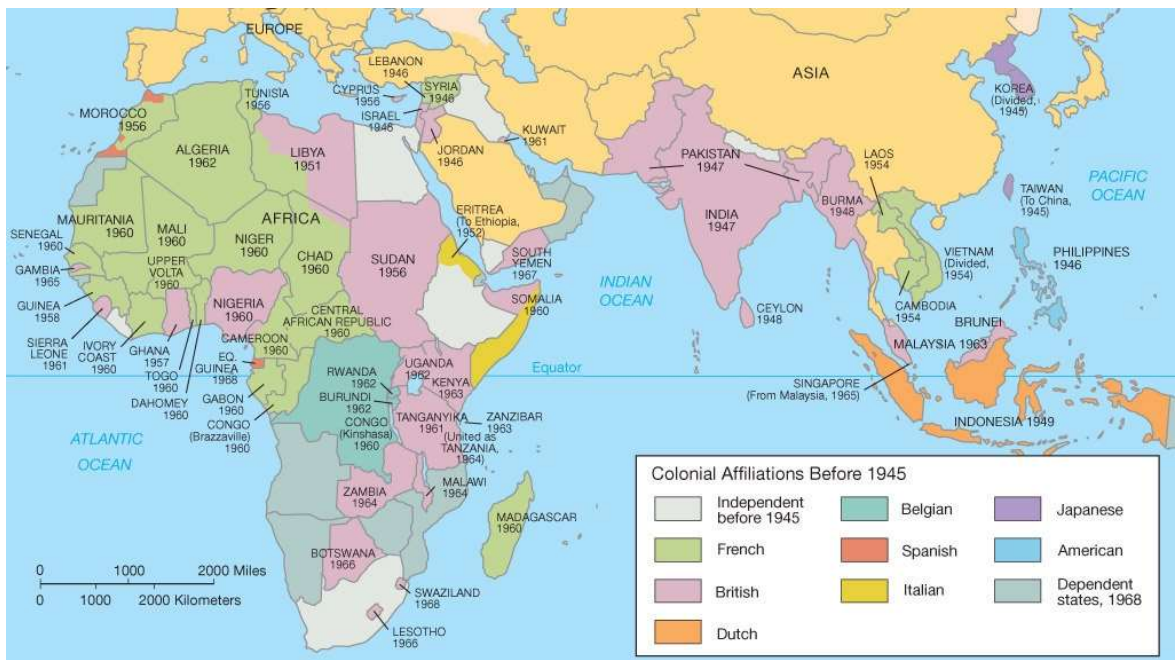 EUROPE
ASIA
LEBANON
1946
CYPRUS
1956
SYRIA
1946
TUNISIA
1956
MOROCCO
1956
ISRAEL
1946
KOREA
(Divided,
1945)
ALGERIA
1962
LIBYA
1951
JORDAN
1946
KUWAIT
1961
PAKISTAN
1947
LAOS
1954
PACIFIC
OCEAN
TAIWAN
(To China,
1945)
MAURITANIA
1960
MALI
1960
NIGER
1960
AFRICA
CHAD
1960
SUDAN
1956
ERITREA
(To Ethiopia,
1952)
SOUTH
YEMEN
1967
INDIA
1947
BURMA
1948
VIETNAM
(Divided,
1954)
PHILIPPINES
1946
SENEGAL
1960
GAMBIA
1965
GUINEA
1958
UPPER
VOLTA
1960
NIGERIA
1960
SOMALIA
1960
INDIAN
OCEAN
CEYLON
1948
CAMBODIA
1954
BRUNEI
MALAYSIA 1963
SIERRA
LEONE
1961
IVORY
COAST
1960
GHANA
1957
TOGO
1960
DAHOMEY
1960
CAMEROON
1960
CENTRAL
AFRICAN REPUBLIC
1960
EQ.
GUINEA
1968
GABON
1960
CONGO
(Brazzaville)
1960
RWANDA
1962
BURUNDI
1962
CONGO
(Kinshasa)
1960
UGANDA
1962
KENYA
1963
Equator
SINGAPORE
(From Malaysia, 1965)
INDONESIA 1949
TANGANYIKA
1961
(United as
TANZANIA,
1964)
ZANZIBAR
1963
ATLANTIC
OCEAN
ZAMBIA
1964
MALAWI
1964
MADAGASCAR
1960
BOTSWANA
1966
SWAZILAND
1968
LESOTHO
1966
0 1000 2000 Miles
0 1000 2000 Kilometers
Colonial Affiliations Before 1945
Independent
before 1945
French
British
Dutch
Belgian
Spanish
Italian
Japanese
American
Dependent
states, 1968